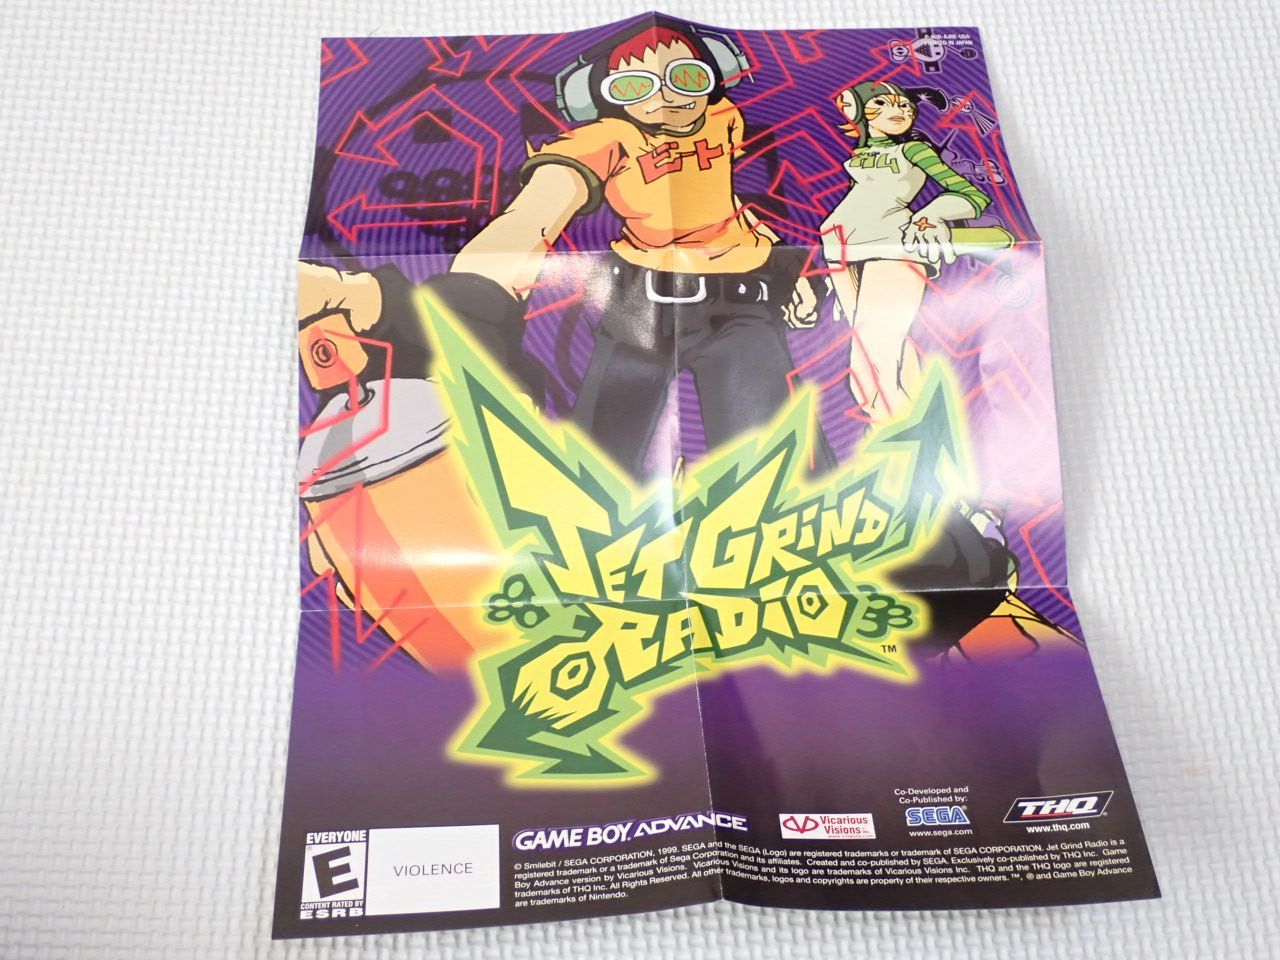 P-AGB-AJRE-USA
PRINTED IN JAPAN
ビート
JET GRIND
RADIO
TM
Co-Developed and
Co-Published by:
SEGA
www.sega.com
THQ
www.thq.com
Vicarious
Visions
GAME BOY ADVANCE
EVERYONE
E
CONTENT RATED BY
ESRB
VIOLENCE
© Smilebit / SEGA CORPORATION, 1999. SEGA and the SEGA (Logo) are registered trademarks or trademark of SEGA CORPORATION. Jet Grind Radio is a
registered trademark or a trademark of Sega Corporation and its affiliates. Created and co-published by SEGA. Exclusively co-published by THQ Inc. Game
Boy Advance version by Vicarious Visions. Vicarious Visions and its logo are trademarks of Vicarious Visions Inc. THQ and the THQ logo are registered
trademarks of THQ Inc. All Rights Reserved. All other trademarks, logos and copyrights are property of their respective owners. ™, ® and Game Boy Advance
are trademarks of Nintendo.